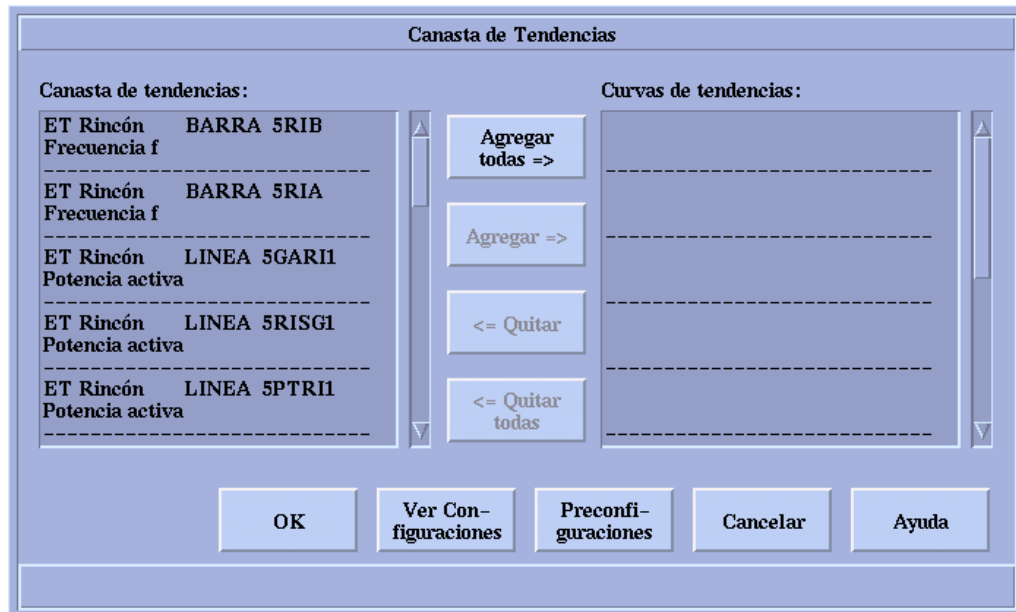 Canasta de Tendencias
Canasta de tendencias:
ET Rincón BARRA 5RIB
Frecuencia f
------------------------------
ET Rincón BARRA 5RIA
Frecuencia f
------------------------------
ET Rincón LINEA 5GARI1
Potencia activa
------------------------------
ET Rincón LINEA 5RISG1
Potencia activa
------------------------------
ET Rincón LINEA 5PTRI1
Potencia activa
------------------------------
Agregar
todas =>
Agregar =>
<= Quitar
<= Quitar
todas
Curvas de tendencias:
------------------------------
------------------------------
------------------------------
------------------------------
------------------------------
OK
Ver Con-
figuraciones
Preconfi-
guraciones
Cancelar
Ayuda